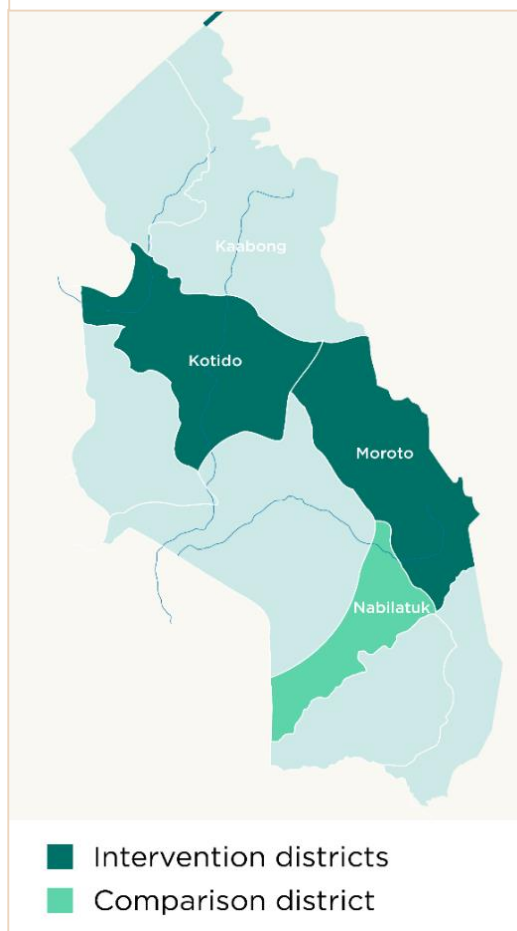 Kaabong
Kotido
Moroto
Nabilatuk
Intervention districts
Comparison district